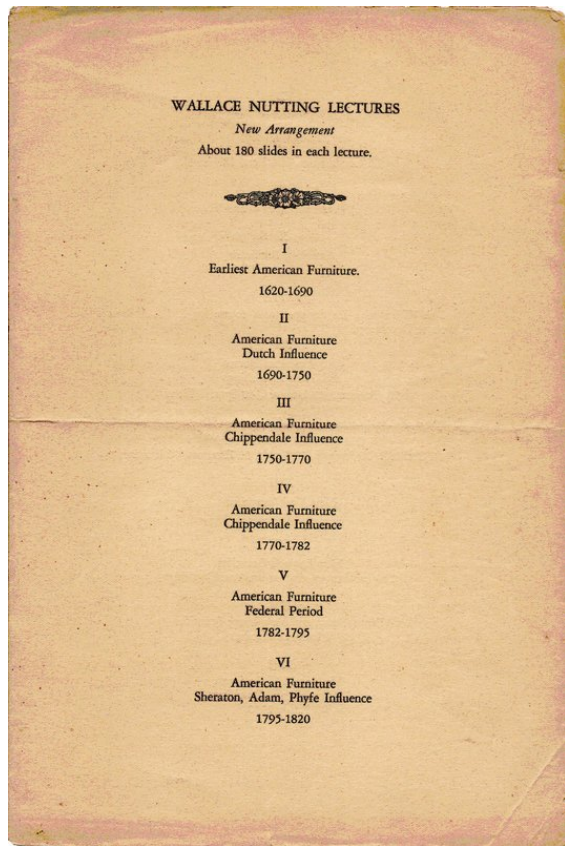 WALLACE NUTTING LECTURES
New Arrangement
About 180 slides in each lecture.
I
Earliest American Furniture.
1620-1690
II
American Furniture
Dutch Influence
1690-1750
III
American Furniture
Chippendale Influence
1750-1770
IV
American Furniture
Chippendale Influence
1770-1782
V
American Furniture
Federal Period
1782-1795
VI
American Furniture
Sheraton, Adam, Phyfe Influence
1795-1820